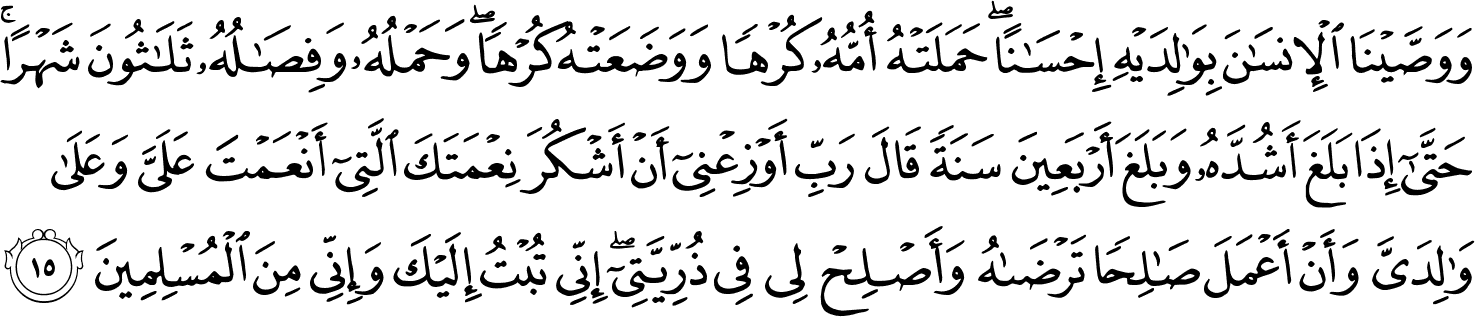 وَوَصَّيْنَا ٱلْإِنسَـٰنَ بِوَٰلِدَيْهِ إِحْسَـٰنًا ۖ حَمَلَتْهُ أُمُّهُۥ كُرْهًا وَوَضَعَتْهُ كُرْهًا ۖ وَحَمْلُهُۥ وَفِصَـٰلُهُۥ ثَلَـٰثُونَ شَهْرًا ۚ
حَتَّىٰٓ إِذَا بَلَغَ أَشُدَّهُۥ وَبَلَغَ أَرْبَعِينَ سَنَةً قَالَ رَبِّ أَوْزِعْنِىٓ أَنْ أَشْكُرَ نِعْمَتَكَ ٱلَّتِىٓ أَنْعَمْتَ عَلَىَّ وَعَلَىٰ
وَٰلِدَىَّ وَأَنْ أَعْمَلَ صَـٰلِحًا تَرْضَىٰهُ وَأَصْلِحْ لِى فِى ذُرِّيَّتِىٓ ۖ إِنِّى تُبْتُ إِلَيْكَ وَإِنِّى مِنَ ٱلْمُسْلِمِينَ ١٥